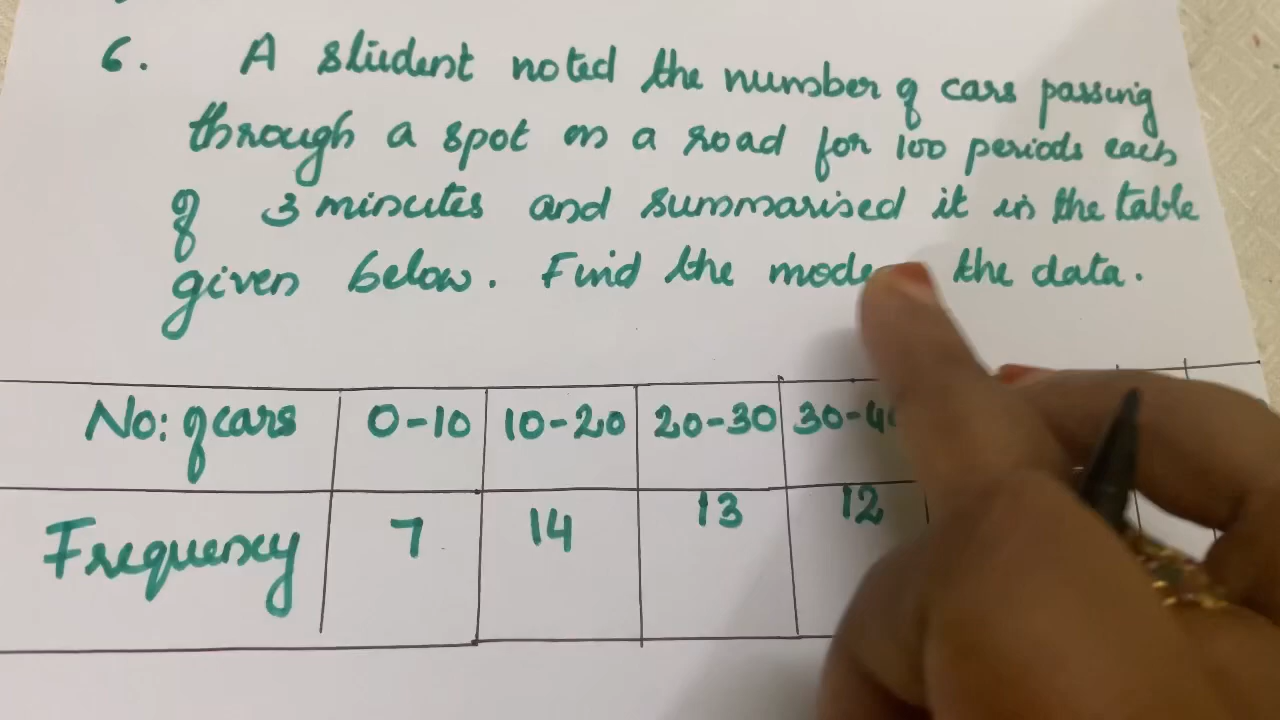 6. A student noted the number of cars passing
through a spot on a road for 100 periods each
of 3 minutes and summarised it in the table
given below. Find the mode the data.
No: of cars 0-10 10-20 20-30 30-40
Frequency 7 14 13 12